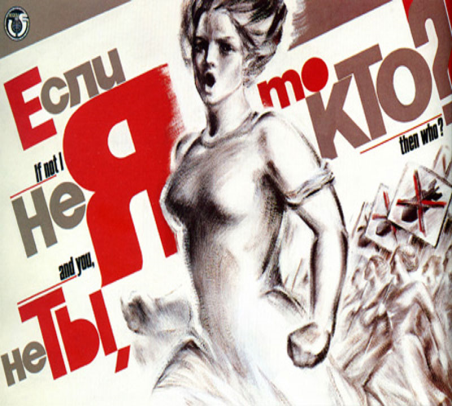 Если
If not I
не Я
and you,
не ТЫ,
то КТО?
then who?